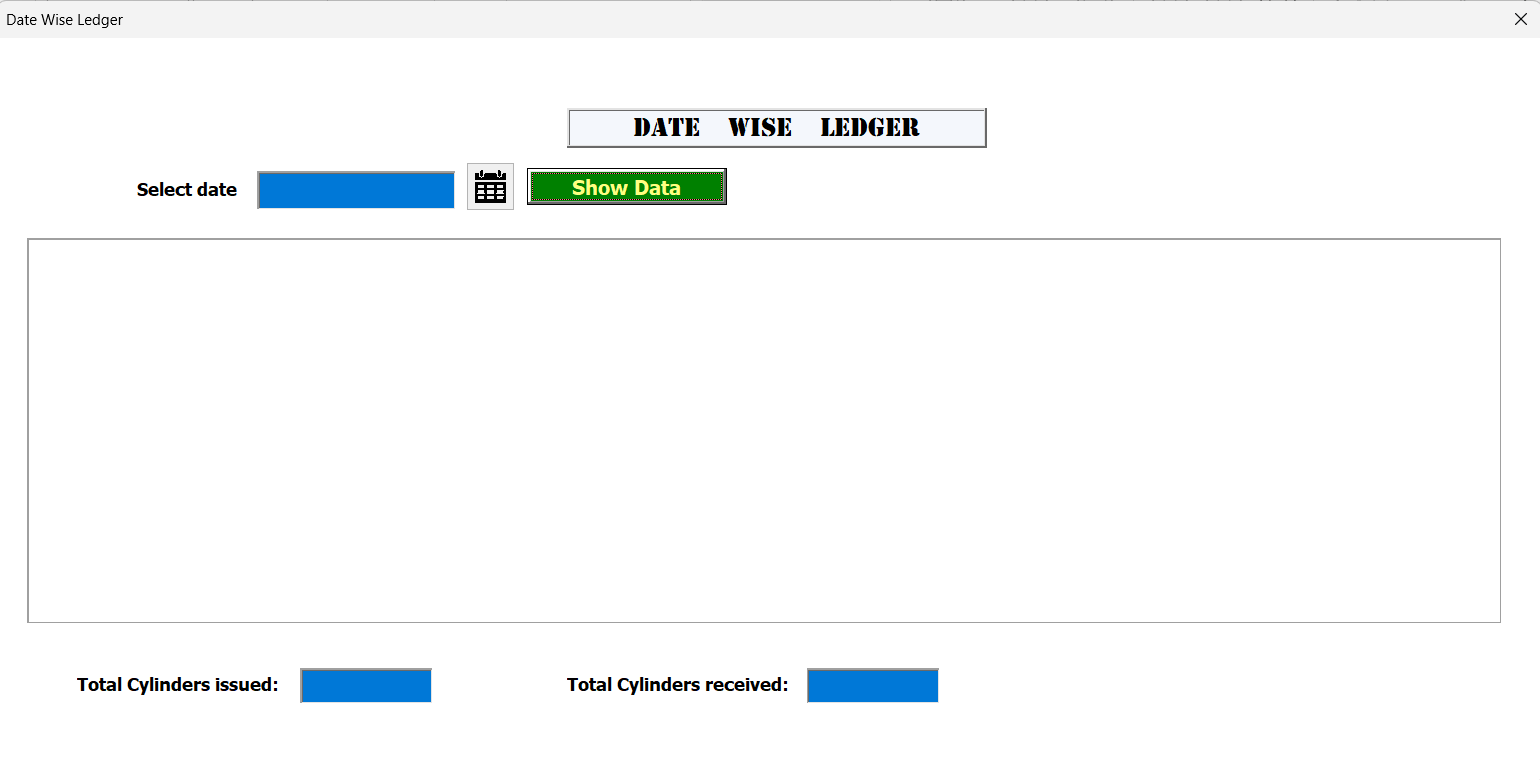 Date Wise Ledger
DATE WISE LEDGER
Select date
Show Data
Total Cylinders issued:
Total Cylinders received: